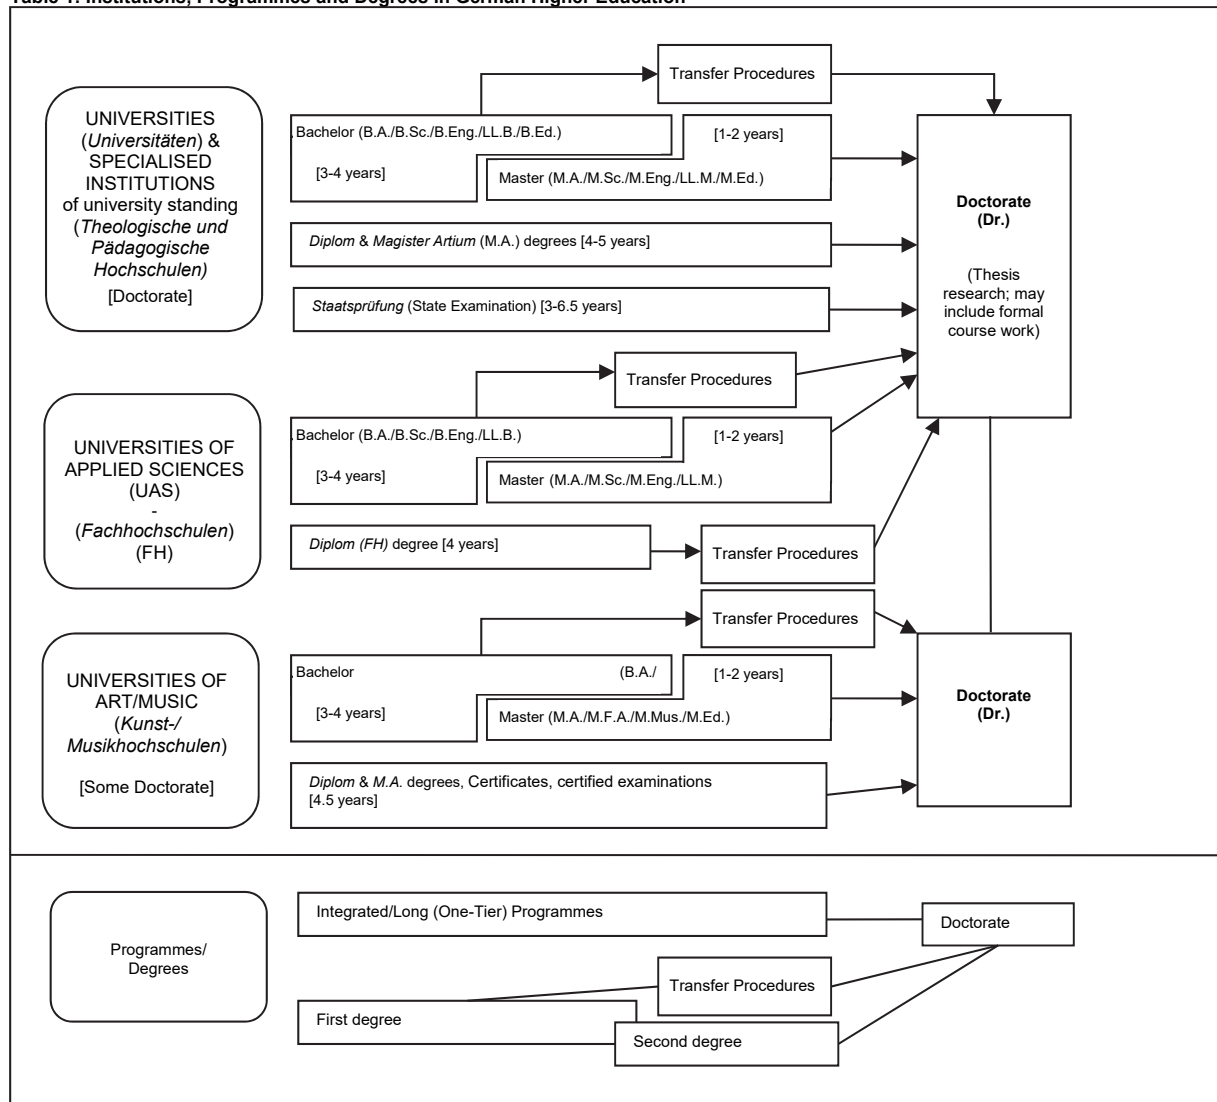 Table 1: Institutions, Programmes and Degrees in German Higher Education
Transfer Procedures
UNIVERSITIES
(Universitäten) &
SPECIALISED
INSTITUTIONS
of university standing
(Theologische und
Pädagogische
Hochschulen)
[Doctorate]
Bachelor (B.A./B.Sc./B.Eng./LL.B./B.Ed.)
[3-4 years]
[1-2 years]
Master (M.A./M.Sc./M.Eng./LL.M./M.Ed.)
Diplom & Magister Artium (M.A.) degrees [4-5 years]
Staatsprüfung (State Examination) [3-6.5 years]
Doctorate
(Dr.)
(Thesis
research; may
include formal
course work)
Transfer Procedures
UNIVERSITIES OF
APPLIED SCIENCES
(UAS)
-
(Fachhochschulen)
(FH)
Bachelor (B.A./B.Sc./B.Eng./LL.B.)
[3-4 years]
[1-2 years]
Master (M.A./M.Sc./M.Eng./LL.M.)
Diplom (FH) degree [4 years]
Transfer Procedures
Transfer Procedures
UNIVERSITIES OF
ART/MUSIC
(Kunst-/
Musikhochschulen)
[Some Doctorate]
Bachelor (B.A./
[3-4 years]
[1-2 years]
Master (M.A./M.F.A./M.Mus./M.Ed.)
Diplom & M.A. degrees, Certificates, certified examinations
[4.5 years]
Doctorate
(Dr.)
Programmes/
Degrees
Integrated/Long (One-Tier) Programmes
Doctorate
Transfer Procedures
First degree
Second degree